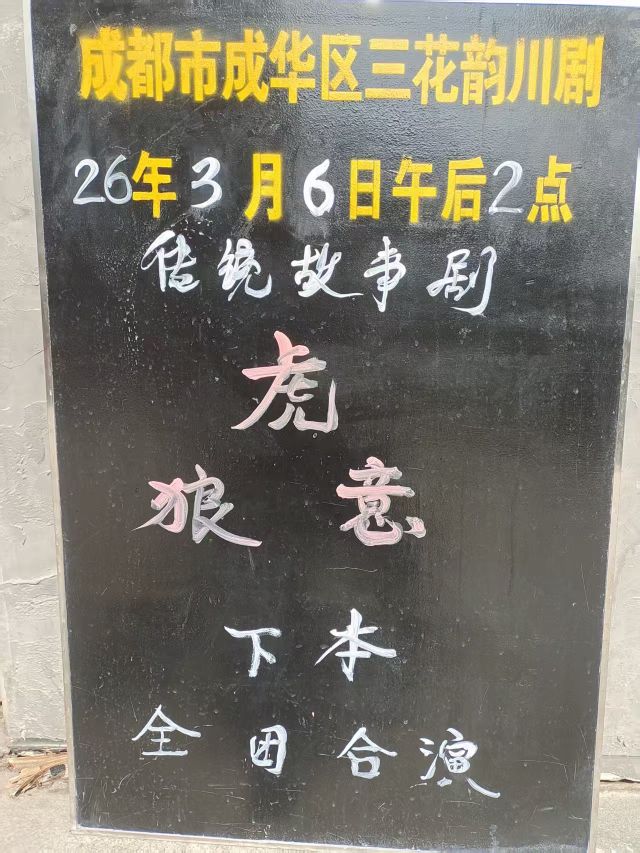 成都市成华区三花韵川剧
26年3月6日午后2点
传统故事剧
虎
狼 意
下 本
全 团 合 演